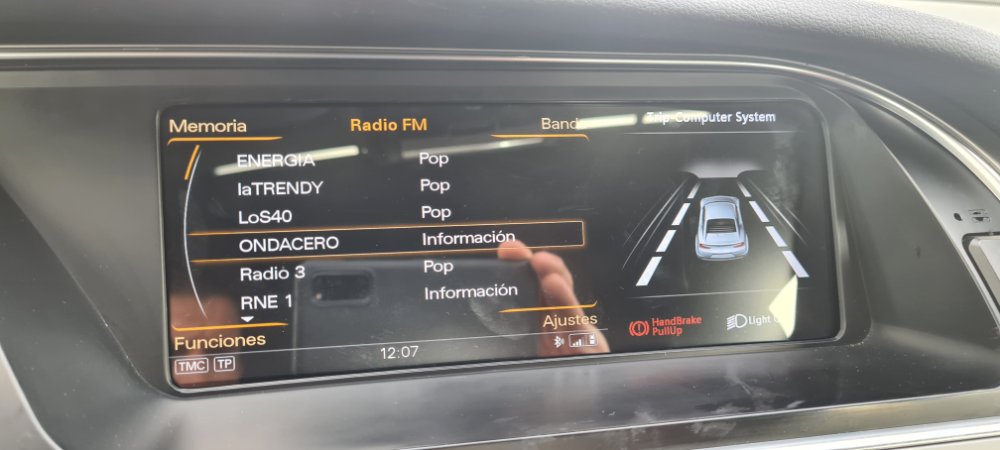 Memoria Radio FM Band
Trip Computer System
ENERGIA Pop
laTRENDY Pop
LoS40 Pop
ONDACERO Información
Radio 3 Pop
RNE 1 Información
Funciones Ajustes
HandBrake
PullUp
Light
TMC TP 12:07